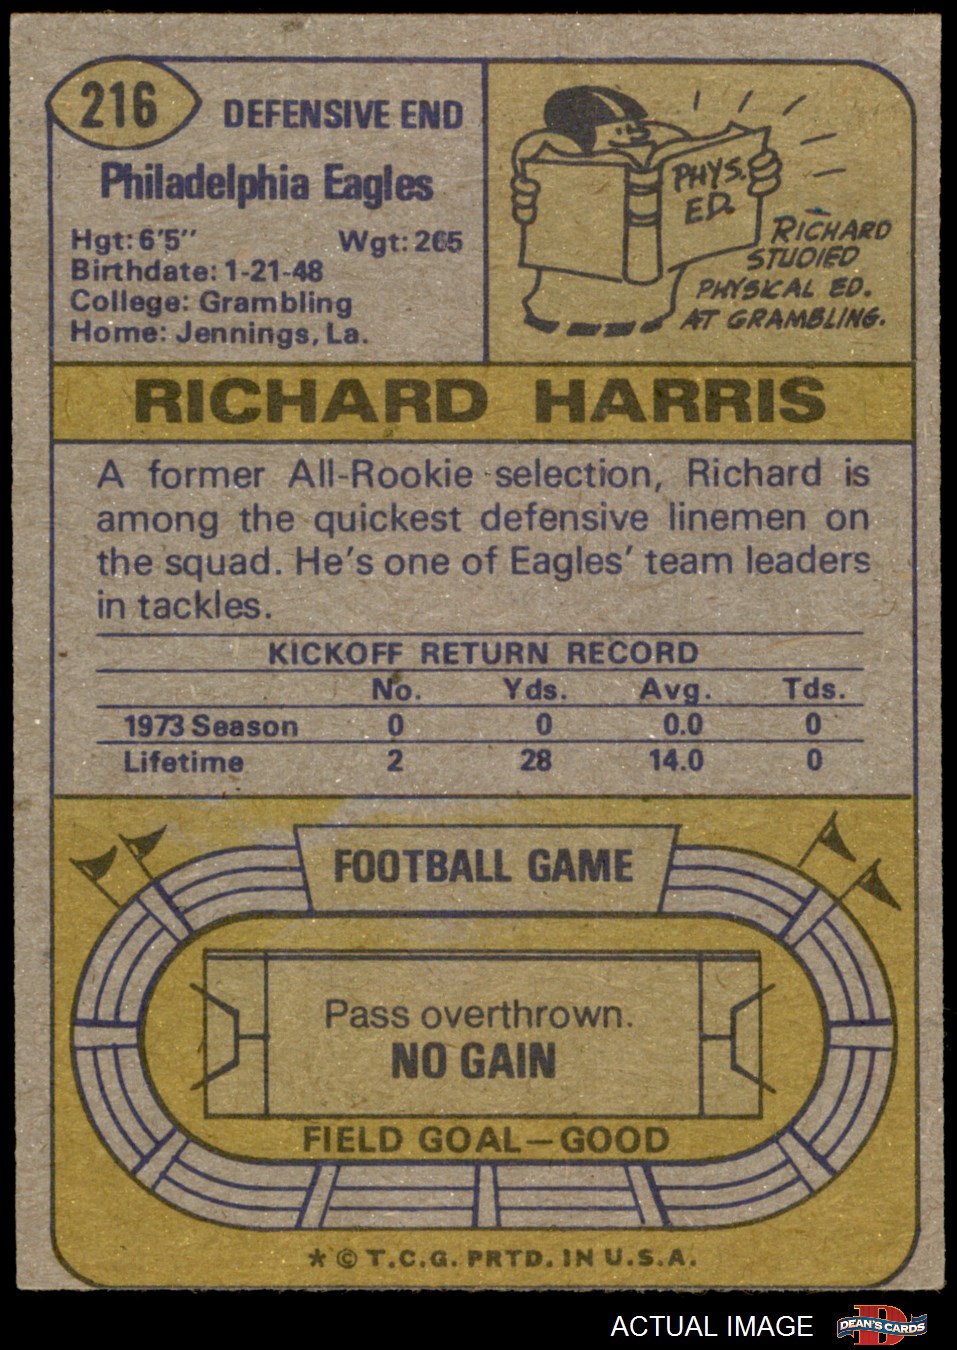 216
DEFENSIVE END
Philadelphia Eagles
Hgt: 6'5" Wgt: 265
Birthdate: 1-21-48
College: Grambling
Home: Jennings, La.
PHYS.
ED.
RICHARD
STUDIED
PHYSICAL ED.
AT GRAMBLING.
RICHARD HARRIS
A former All-Rookie selection, Richard is
among the quickest defensive linemen on
the squad. He's one of Eagles' team leaders
in tackles.
KICKOFF RETURN RECORD
No. Yds. Avg. Tds.
1973 Season 0 0 0.0 0
Lifetime 2 28 14.0 0
FOOTBALL GAME
Pass overthrown.
NO GAIN
FIELD GOAL—GOOD
* © T.C.G. PRTD. IN U.S.A.
ACTUAL IMAGE
D
DEAN'S CARDS